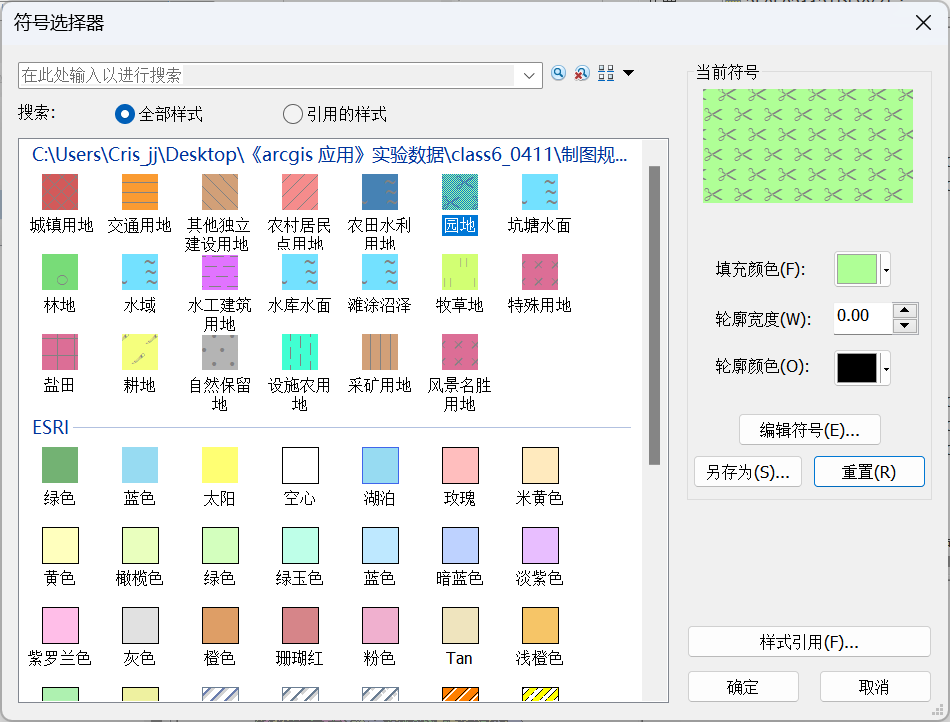 符号选择器
在此处输入以进行搜索
搜索:
全部样式
引用的样式
C:\Users\Cris_jj\Desktop\《arcgis 应用》实验数据\class6_0411\制图规...
城镇用地
交通用地
其他独立
建设用地
农村居民
点用地
农田水利
用地
园地
坑塘水面
林地
水域
水工建筑
用地
水库水面
滩涂沼泽
牧草地
特殊用地
盐田
耕地
自然保留
地
设施农用
地
采矿用地
风景名胜
用地
ESRI
绿色
蓝色
太阳
空心
湖泊
玫瑰
米黄色
黄色
橄榄色
绿色
绿玉色
蓝色
暗蓝色
淡紫色
紫罗兰色
灰色
橙色
珊瑚红
粉色
Tan
浅橙色
当前符号
填充颜色(F):
轮廓宽度(W):
0.00
轮廓颜色(O):
编辑符号(E)...
另存为(S)...
重置(R)
样式引用(F)...
确定
取消